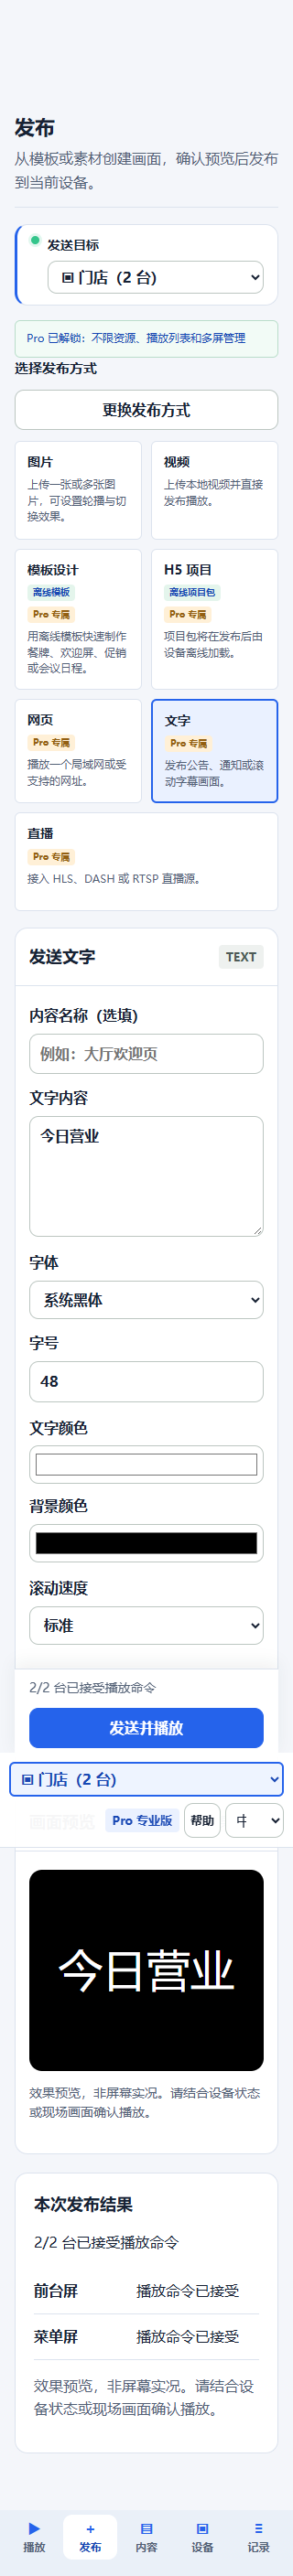 发布
从模板或素材创建画面，确认预览后发布
到当前设备。
发送目标
门店（2 台）
Pro 已解锁：不限资源、播放列表和多屏管理
选择发布方式
更换发布方式
图片
上传一张或多张图
片，可设置轮播与切
换效果。
视频
上传本地视频并直接
发布播放。
模板设计
离线模板
Pro 专属
用离线模板快速制作
餐牌、欢迎屏、促销
或会议日程。
H5 项目
离线项目包
Pro 专属
项目包将在发布后由
设备离线加载。
网页
Pro 专属
播放一个局域网或受
支持的网址。
文字
Pro 专属
发布公告、通知或滚
动字幕画面。
直播
Pro 专属
接入 HLS、DASH 或 RTSP 直播源。
发送文字
TEXT
内容名称（选填）
例如：大厅欢迎页
文字内容
今日营业
字体
系统黑体
字号
48
文字颜色
背景颜色
滚动速度
标准
2/2 台已接受播放命令
发送并播放
门店（2 台）
画面预览
Pro 专业版
帮助
中
今日营业
效果预览，非屏幕实况。请结合设备状态
或现场画面确认播放。
本次发布结果
2/2 台已接受播放命令
前台屏 播放命令已接受
菜单屏 播放命令已接受
效果预览，非屏幕实况。请结合设
备状态或现场画面确认播放。
播放
发布
内容
设备
记录